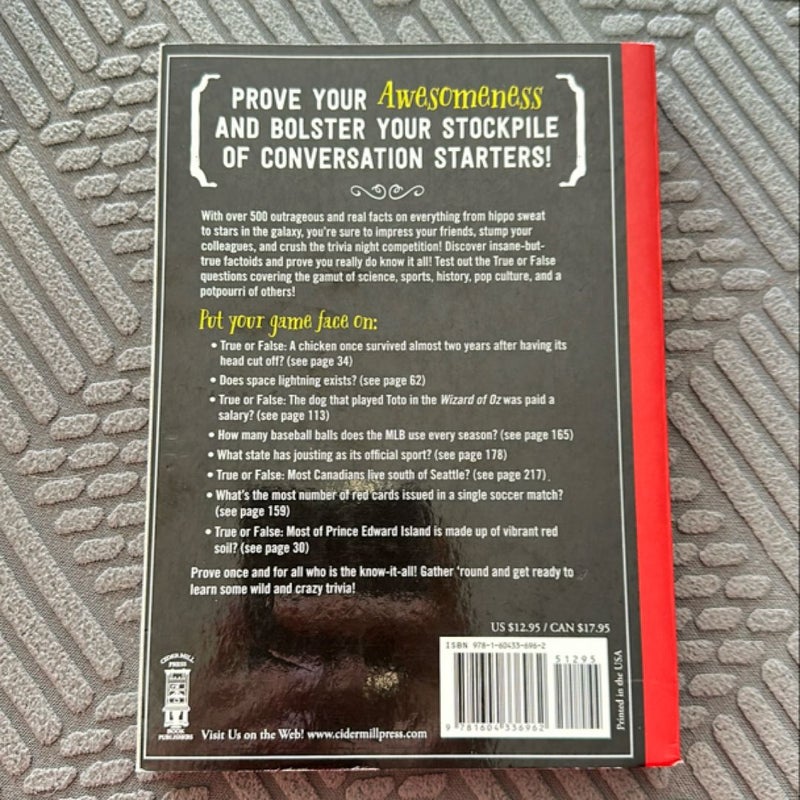 PROVE YOUR Awesomeness
AND BOLSTER YOUR STOCKPILE
OF CONVERSATION STARTERS!
With over 500 outrageous and real facts on everything from hippo sweat
to stars in the galaxy, you're sure to impress your friends, stump your
colleagues, and crush the trivia night competition! Discover insane-but-
true factoids and prove you really do know it all! Test out the True or False
questions covering the gamut of science, sports, history, pop culture, and a
potpourri of others!
Put your game face on:
• True or False: A chicken once survived almost two years after having its
head cut off? (see page 34)
• Does space lightning exists? (see page 62)
• True or False: The dog that played Toto in the Wizard of Oz was paid a
salary? (see page 113)
• How many baseball balls does the MLB use every season? (see page 165)
• What state has jousting as its official sport? (see page 178)
• True or False: Most Canadians live south of Seattle? (see page 217)
• What's the most number of red cards issued in a single soccer match?
(see page 159)
• True or False: Most of Prince Edward Island is made up of vibrant red
soil? (see page 30)
Prove once and for all who is the know-it-all! Gather 'round and get ready to
learn some wild and crazy trivia!
US $12.95 / CAN $17.95
ISBN 978-1-60433-696-2
51295
9 781604 336962
Printed in the USA
CIDER MILL
PRESS
BOOK
PUBLISHERS
Visit Us on the Web! www.cidermillpress.com